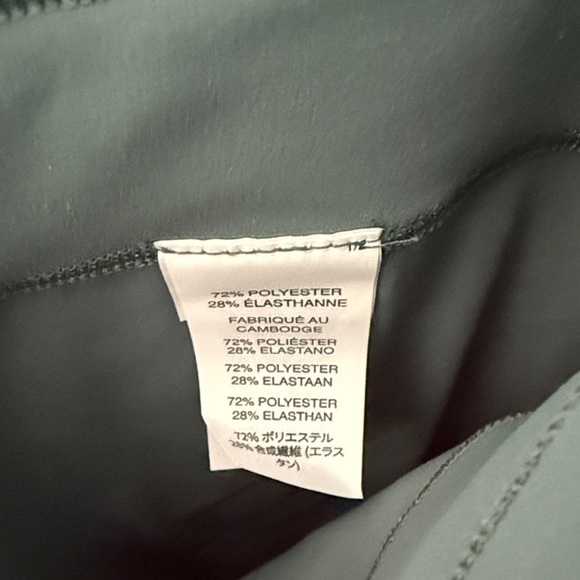 72% POLYESTER
28% ÉLASTHANNE
FABRIQUÉ AU
CAMBODGE
72% POLIÉSTER
28% ELASTANO
72% POLYESTER
28% ELASTAAN
72% POLYESTER
28% ELASTHAN
72% ポリエステル
28% 合成繊維 (エラス
タン)